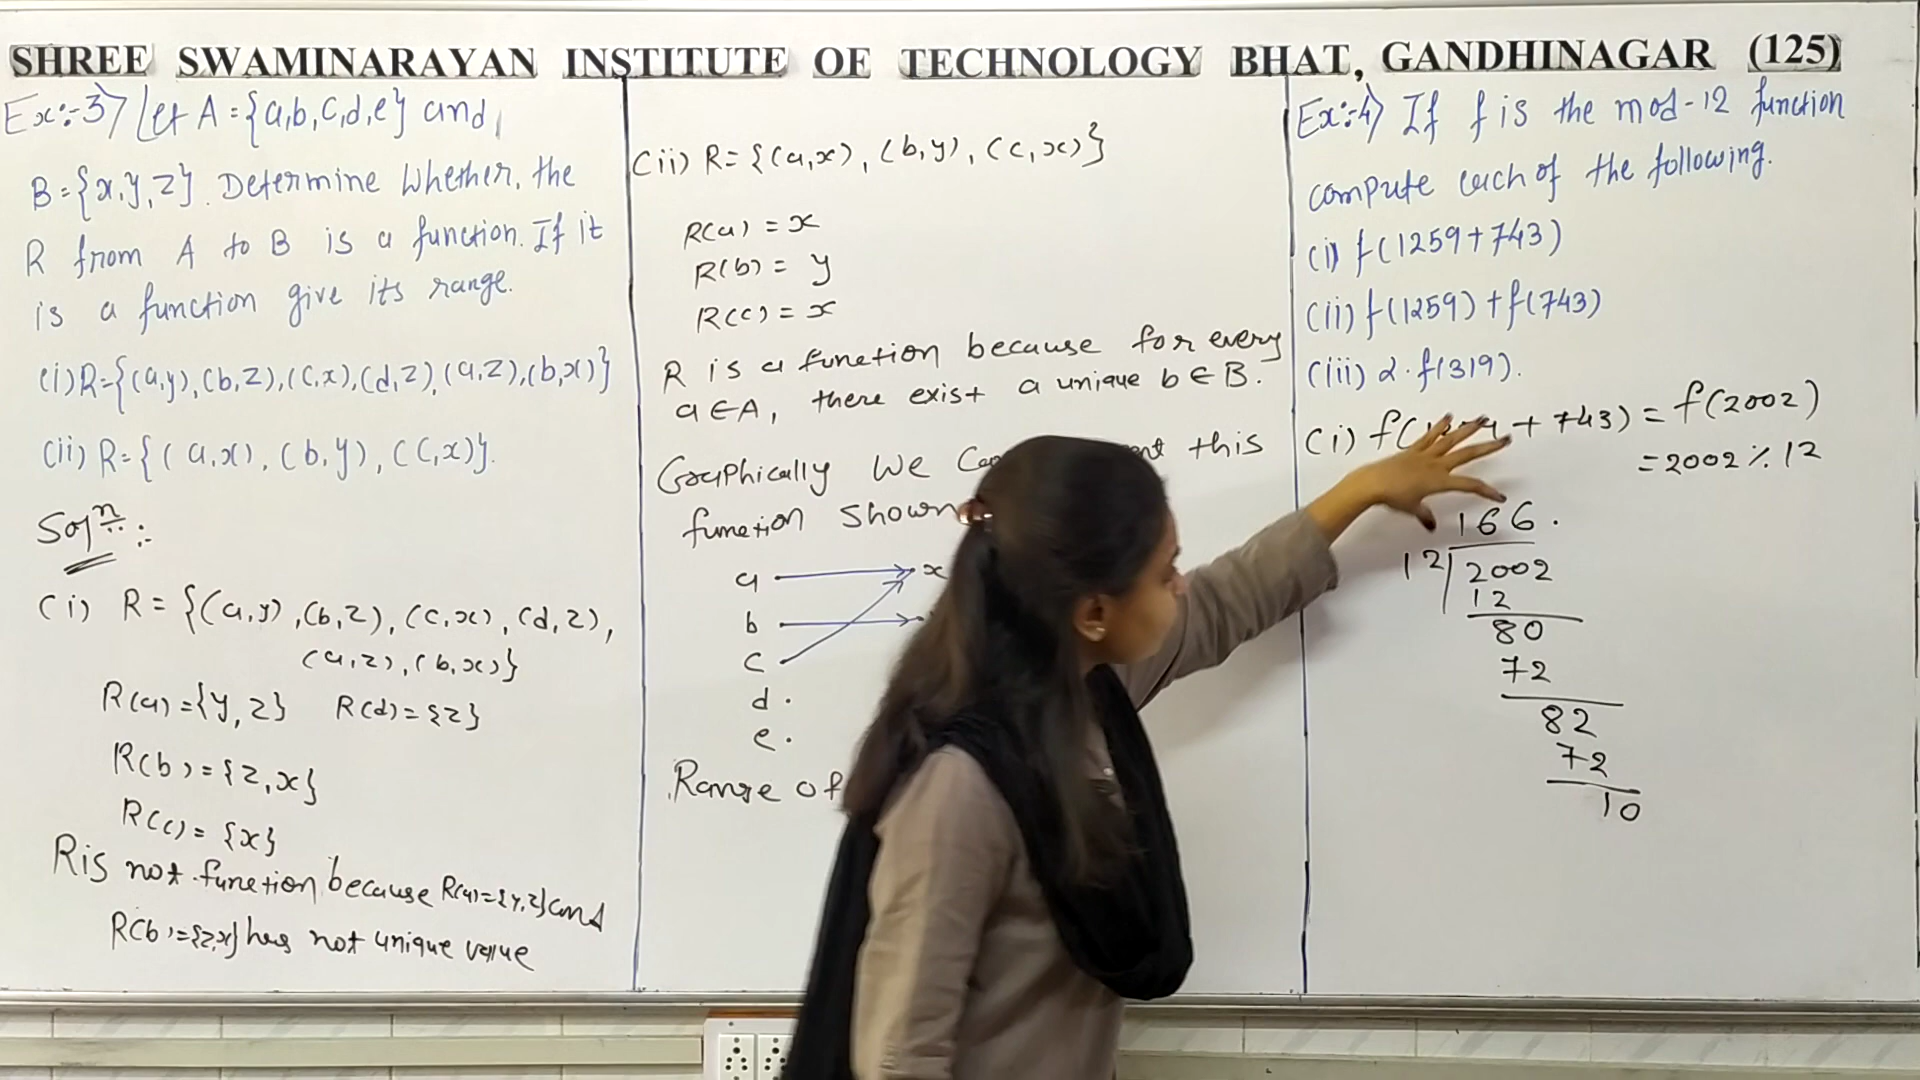 SHREE SWAMINARAYAN INSTITUTE OF TECHNOLOGY BHAT, GANDHINAGAR (125)
Ex:-3> Let A = {a,b,c,d,e} and
B = {x,y,z}. Determine whether the
R from A to B is a function. If it
is a function give its range.
(i) R={(a,y),(b,z),(c,x),(d,z),(a,z),(b,x)}
(ii) R={(a,x),(b,y),(c,x)}.
Solⁿ :-
(i) R = {(a,y),(b,z),(c,x),(d,z),
(a,z),(b,x)}
R(a) = {y,z} R(d) = {z}
R(b) = {z,x}
R(c) = {x}
R is not function because R(a)={y,z} and
R(b)={z,x} has not unique value
(ii) R = {(a,x), (b,y), (c,x)}
R(a) = x
R(b) = y
R(c) = x
R is a function because for every
a ∈ A, there exist a unique b ∈ B.
Graphically we this
function shown
a x
b
c
d .
e .
Range of
Ex:-4> If f is the mod-12 function
compute each of the following.
(i) f(1259+743)
(ii) f(1259)+f(743)
(iii) 2·f(319).
(i) f( + 743) = f(2002)
= 2002 % 12
166.
12 2002
12
80
72
82
72
10